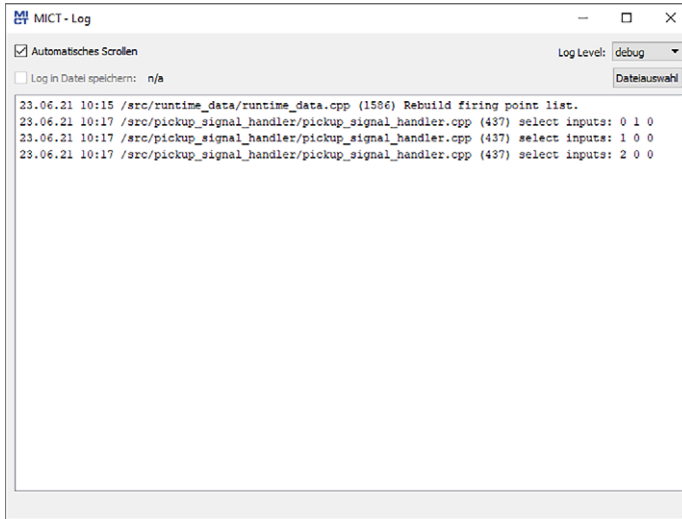 MICT MICT - Log
Automatisches Scrollen Log Level: debug
Log in Datei speichern: n/a Dateiauswahl
23.06.21 10:15 /src/runtime_data/runtime_data.cpp (1586) Rebuild firing point list.
23.06.21 10:17 /src/pickup_signal_handler/pickup_signal_handler.cpp (437) select inputs: 0 1 0
23.06.21 10:17 /src/pickup_signal_handler/pickup_signal_handler.cpp (437) select inputs: 1 0 0
23.06.21 10:17 /src/pickup_signal_handler/pickup_signal_handler.cpp (437) select inputs: 2 0 0